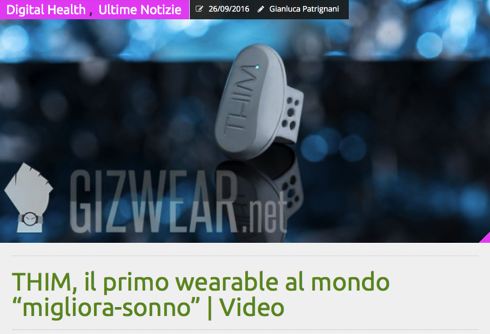 Digital Health , Ultime Notizie 26/09/2016 Gianluca Patrignani
THIM
GIZWEAR.net
THIM, il primo wearable al mondo
“migliora-sonno” | Video